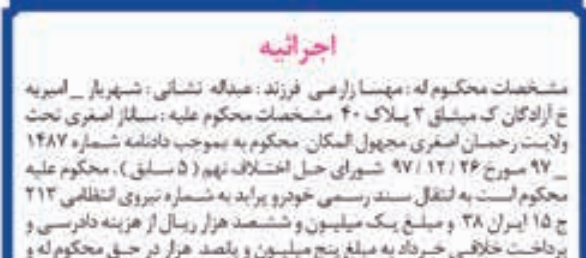 اجرائیه
مشخصات محکوم له : مهسا زارعی فرزند : عبداله نشانی : شهریار _ امیریه
خ آزادگان ک میثاق ۳ پلاک ۴۰ مشخصات محکوم علیه : ساناز اصغری تحت
ولایت رحمان اصغری مجهول المکان محکوم به بموجب دادنامه شماره ۱۴۸۷
_ ۹۷ مورخ ۲۶ / ۱۲ / ۹۷ شورای حل اختلاف نهم ( ۵ سابق ) . محکوم علیه
محکوم است به انتقال سند رسمی خودرو پراید به شماره نیروی انتظامی ۲۱۳
ج ۱۵ ایران ۳۸ و مبلغ یک میلیون و ششصد هزار ریال از هزینه دادرسی و
پرداخت خلافی خرداد به مبلغ پنج میلیون و پانصد هزار در حق محکوم له و